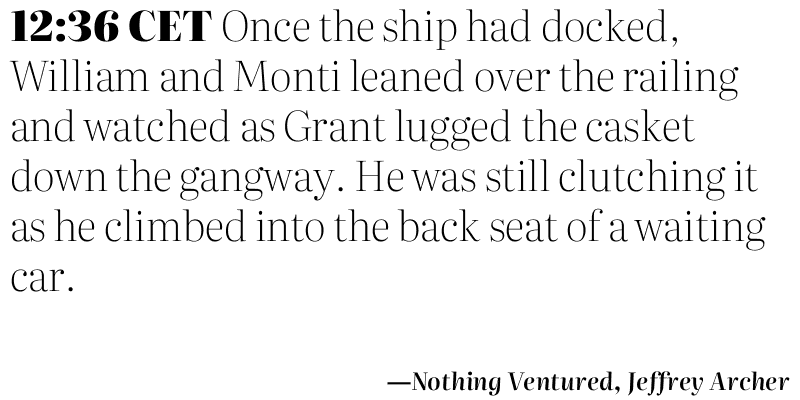 12:36 CET Once the ship had docked,
William and Monti leaned over the railing
and watched as Grant lugged the casket
down the gangway. He was still clutching it
as he climbed into the back seat of a waiting
car.
—Nothing Ventured, Jeffrey Archer